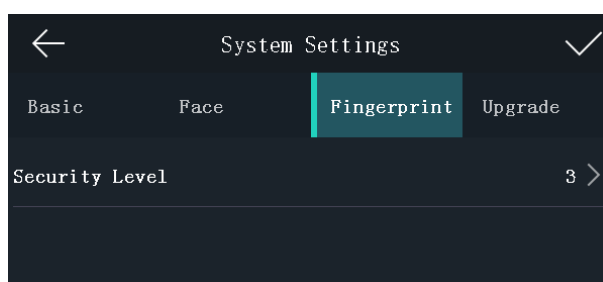 System Settings
Basic Face Fingerprint Upgrade
Security Level 3